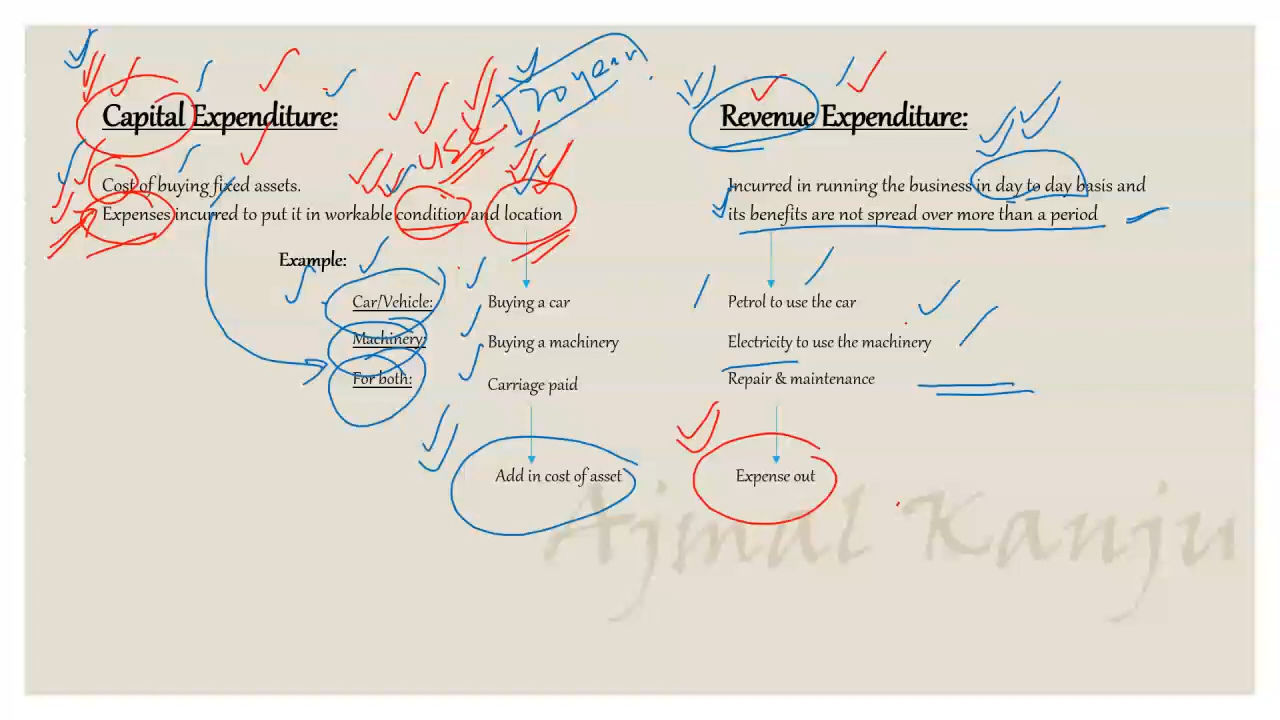 Capital Expenditure:
Cost of buying fixed assets.
Expenses incurred to put it in workable condition and location
use
20 year
Example:
Car/Vehicle: Buying a car
Machinery: Buying a machinery
For both: Carriage paid
Add in cost of asset
Revenue Expenditure:
Incurred in running the business in day to day basis and
its benefits are not spread over more than a period
Petrol to use the car
Electricity to use the machinery
Repair & maintenance
Expense out
Ajmal Kanju